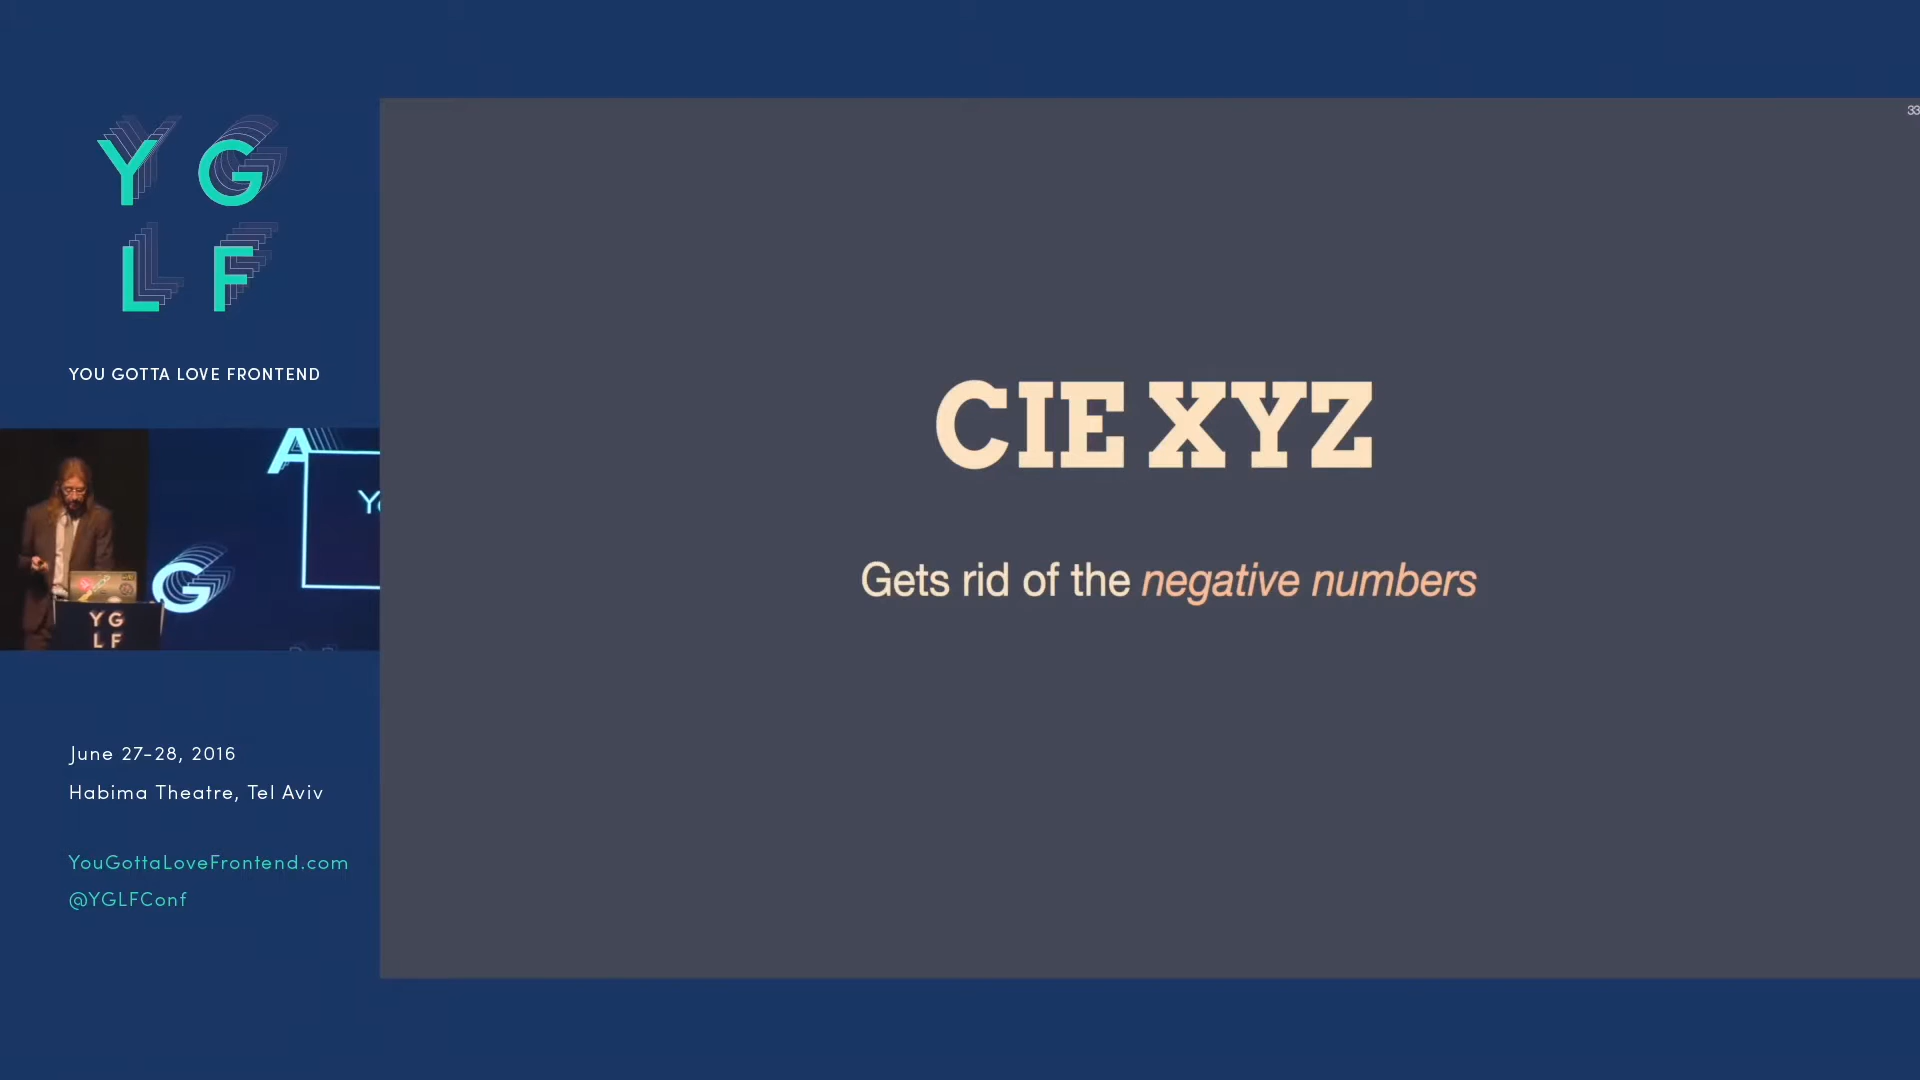 Y G
L F
YOU GOTTA LOVE FRONTEND
A
G
Y G
L F
June 27-28, 2016
Habima Theatre, Tel Aviv
YouGottaLoveFrontend.com
@YGLFConf
33
CIE XYZ
Gets rid of the negative numbers